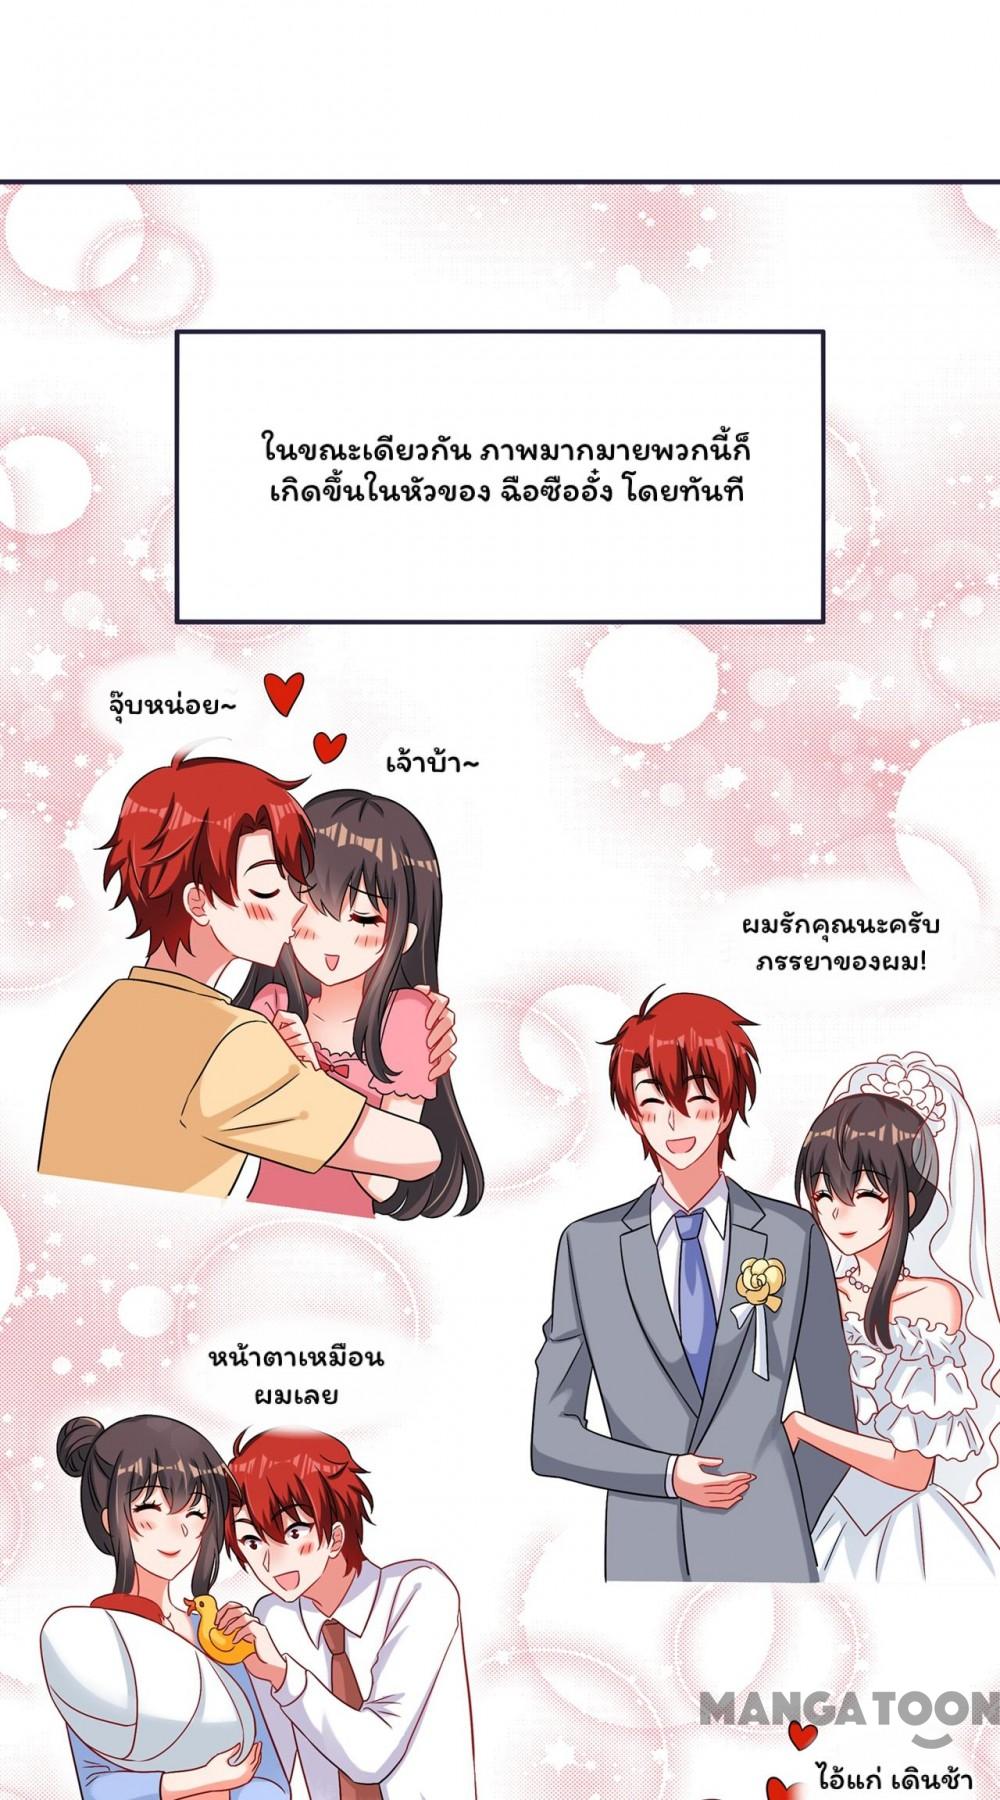 ในขณะเดียวกัน ภาพมากมายพวกนี้ก็
เกิดขึ้นในหัวของ ฉือซืออั๋ง โดยทันที
จุ๊บหน่อย~
เจ้าบ้า~
ผมรักคุณนะครับ
ภรรยาของผม!
หน้าตาเหมือน
ผมเลย
MANGATOON
ไอ้แก่ เดินช้า